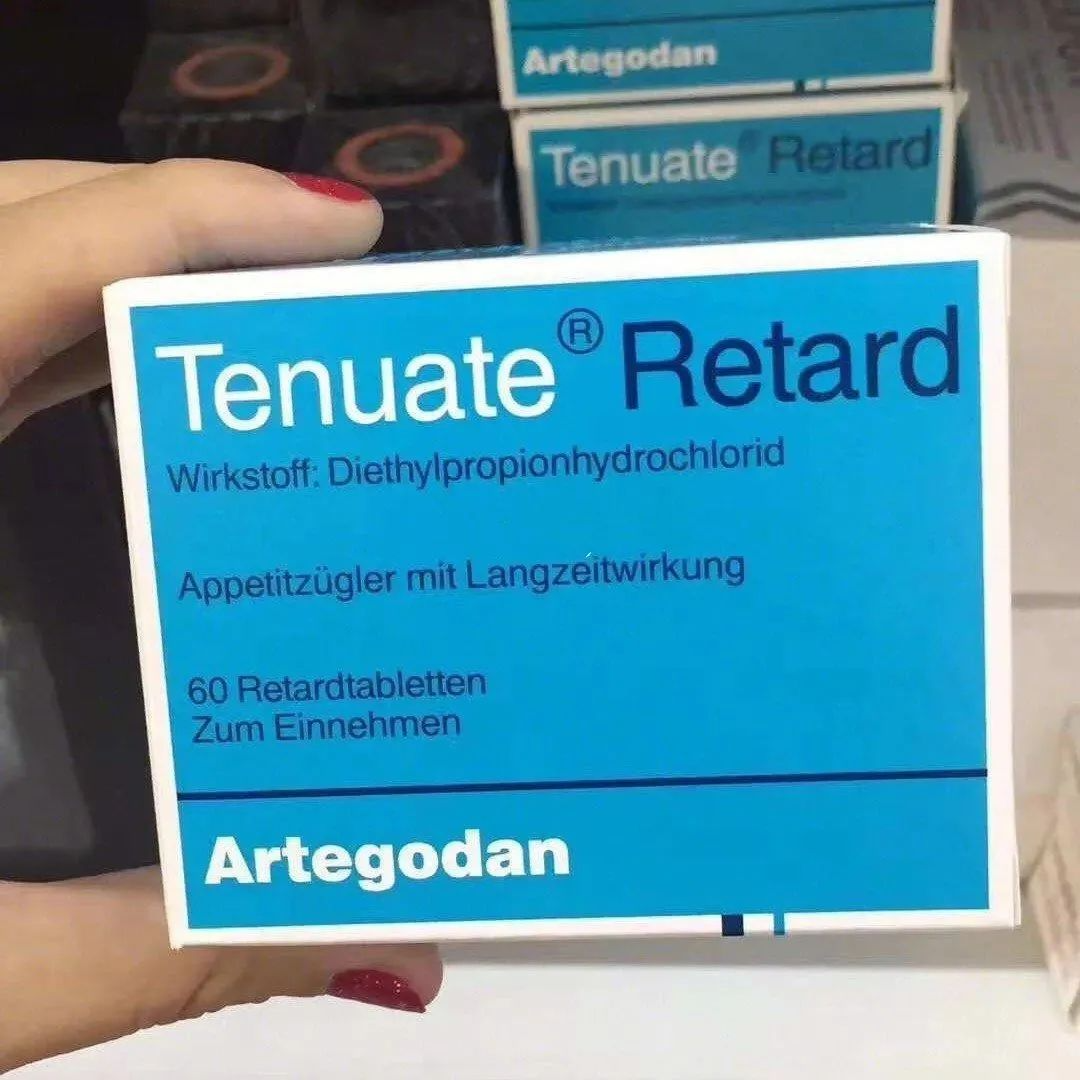 Artegodan
Tenuate® Retard
Tenuate® Retard
Wirkstoff: Diethylpropionhydrochlorid
Appetitzügler mit Langzeitwirkung
60 Retardtabletten
Zum Einnehmen
Artegodan